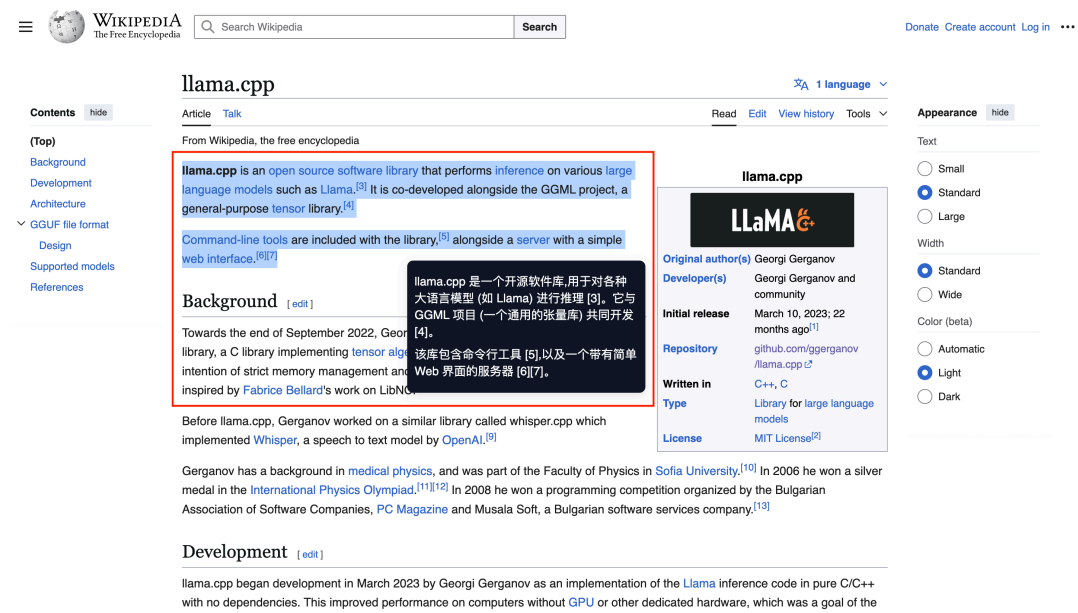 WIKIPEDIA
The Free Encyclopedia
Search Wikipedia
Search
Donate Create account Log in
llama.cpp
1 language
Contents hide
(Top)
Background
Development
Architecture
GGUF file format
Design
Supported models
References
Article Talk
Read Edit View history Tools
From Wikipedia, the free encyclopedia
llama.cpp is an open source software library that performs inference on various large
language models such as Llama.[3] It is co-developed alongside the GGML project, a
general-purpose tensor library.[4]
Command-line tools are included with the library,[5] alongside a server with a simple
web interface.[6][7]
llama.cpp 是一个开源软件库,用于对各种
大语言模型 (如 Llama) 进行推理 [3]。它与
GGML 项目 (一个通用的张量库) 共同开发
[4]。
该库包含命令行工具 [5],以及一个带有简单
Web 界面的服务器 [6][7]。
Background [ edit ]
Towards the end of September 2022, Geor
library, a C library implementing tensor alge
intention of strict memory management and
inspired by Fabrice Bellard's work on LibNC.
Before llama.cpp, Gerganov worked on a similar library called whisper.cpp which
implemented Whisper, a speech to text model by OpenAI.[9]
Gerganov has a background in medical physics, and was part of the Faculty of Physics in Sofia University.[10] In 2006 he won a silver
medal in the International Physics Olympiad.[11][12] In 2008 he won a programming competition organized by the Bulgarian
Association of Software Companies, PC Magazine and Musala Soft, a Bulgarian software services company.[13]
Development [ edit ]
llama.cpp began development in March 2023 by Georgi Gerganov as an implementation of the Llama inference code in pure C/C++
with no dependencies. This improved performance on computers without GPU or other dedicated hardware, which was a goal of the
llama.cpp
LLaMA C++
Original author(s) Georgi Gerganov
Developer(s) Georgi Gerganov and
community
Initial release March 10, 2023; 22
months ago[1]
Repository github.com/ggerganov
/llama.cpp
Written in C++, C
Type Library for large language
models
License MIT License[2]
Appearance hide
Text
Small
Standard
Large
Width
Standard
Wide
Color (beta)
Automatic
Light
Dark